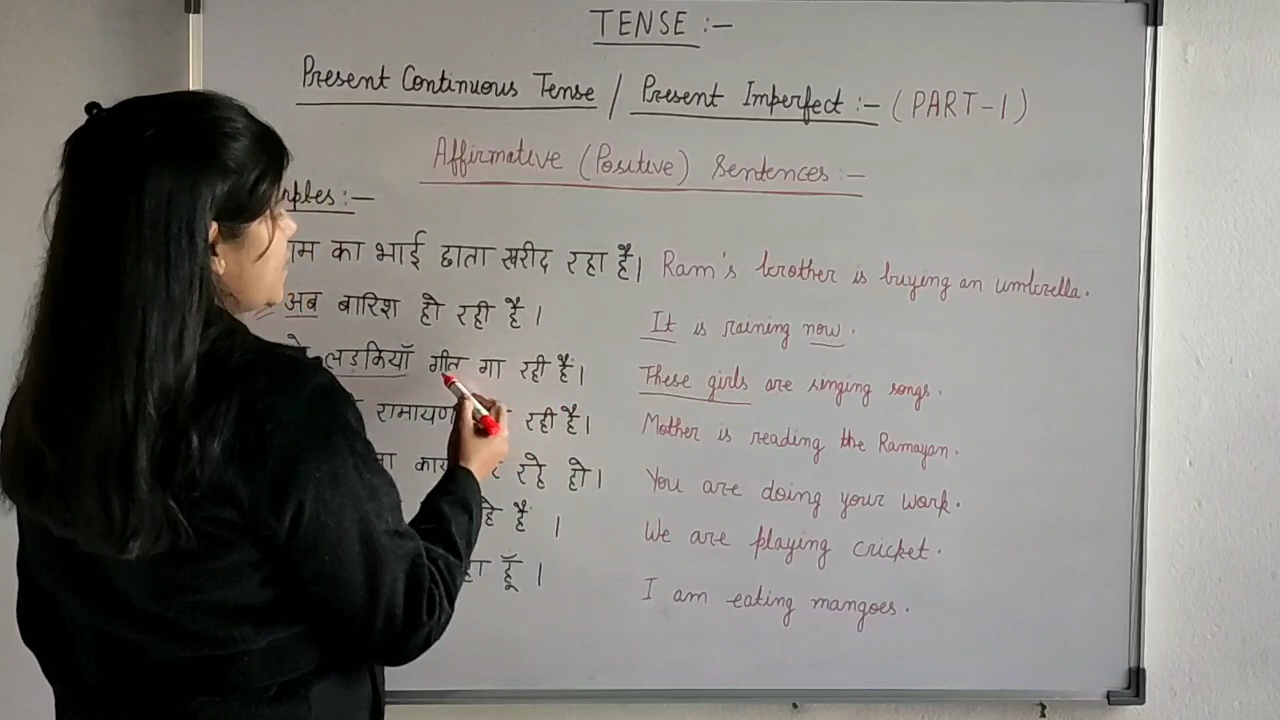 TENSE :-
Present Continuous Tense / Present Imperfect :- (PART-1)
Affirmative (Positive) Sentences :-
का भाई छाता खरीद रहा है। Ram's brother is buying an umbrella.
अब बारिश हो रही है। It is raining now.
लड़कियाँ गीत गा रही हैं। These girls are singing songs.
रामायण रही है। Mother is reading the Ramayan.
रहे हो। You are doing your work.
हैं। We are playing cricket.
हूँ। I am eating mangoes.